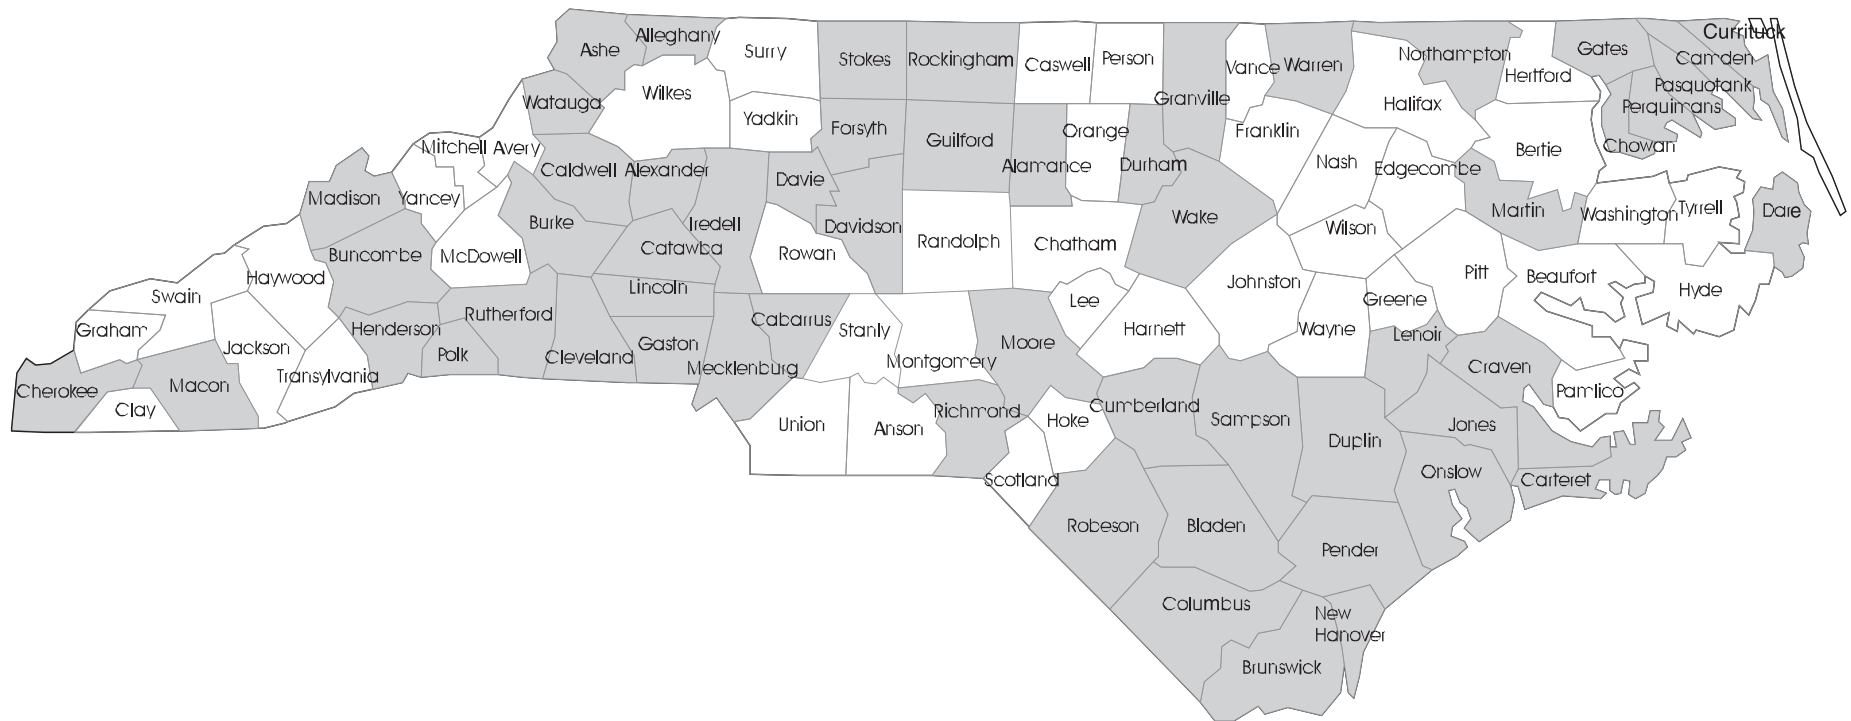 Ashe
Alleghany
Surry
Stokes
Rockingham
Caswell
Person
Granville
Vance
Warren
Northampton
Hertford
Gates
Currituck
Camden
Pasquotank
Perquimans
Chowan
Watauga
Wilkes
Yadkin
Forsyth
Guilford
Alamance
Orange
Durham
Franklin
Halifax
Nash
Edgecombe
Bertie
Mitchell
Avery
Caldwell
Alexander
Davie
Madison
Yancey
Burke
Iredell
Davidson
Wake
Martin
Washington
Tyrrell
Dare
Buncombe
McDowell
Catawba
Rowan
Randolph
Chatham
Wilson
Haywood
Swain
Lincoln
Lee
Johnston
Greene
Pitt
Beaufort
Hyde
Graham
Jackson
Henderson
Rutherford
Polk
Cleveland
Gaston
Cabarrus
Stanly
Mecklenburg
Montgomery
Moore
Harnett
Wayne
Lenoir
Craven
Pamlico
Cherokee
Clay
Macon
Transylvania
Union
Anson
Richmond
Hoke
Scotland
Cumberland
Sampson
Duplin
Jones
Onslow
Carteret
Robeson
Bladen
Pender
Columbus
New
Hanover
Brunswick